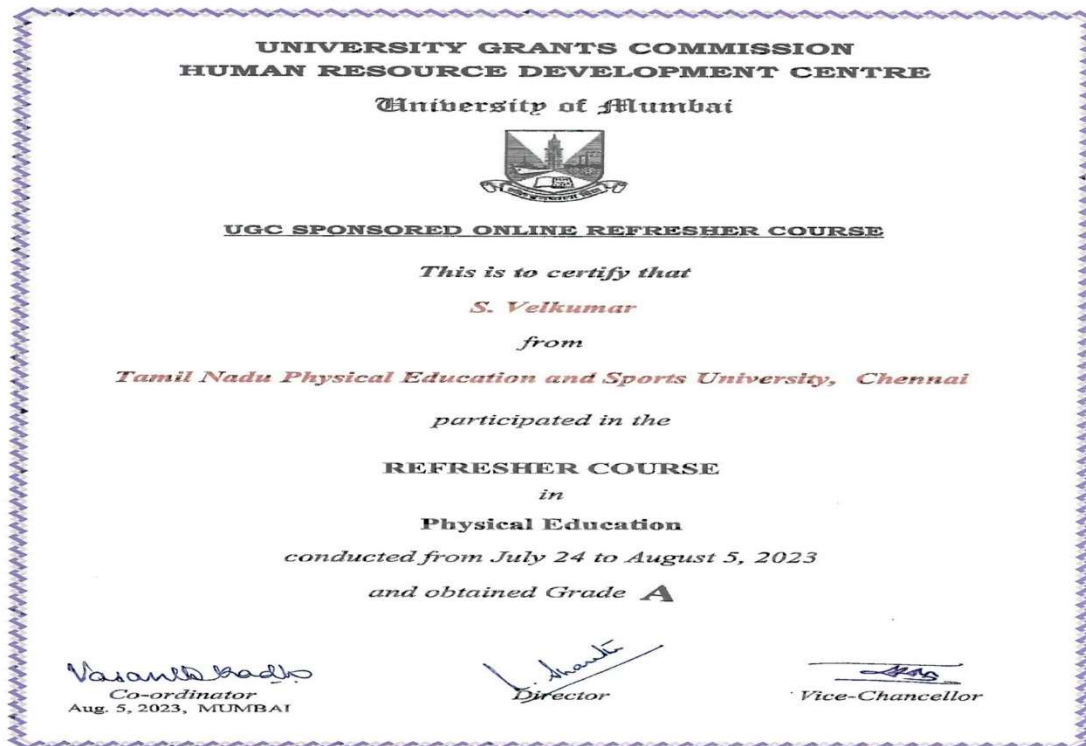 UNIVERSITY GRANTS COMMISSION
HUMAN RESOURCE DEVELOPMENT CENTRE
University of Mumbai
UGC SPONSORED ONLINE REFRESHER COURSE
This is to certify that
S. Velkumar
from
Tamil Nadu Physical Education and Sports University, Chennai
participated in the
REFRESHER COURSE
in
Physical Education
conducted from July 24 to August 5, 2023
and obtained Grade A
Co-ordinator
Aug. 5, 2023, MUMBAI
Director
Vice-Chancellor